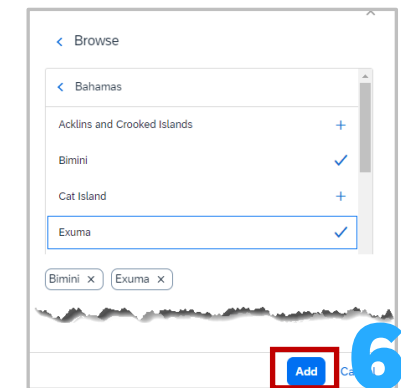 < Browse
< Bahamas
Acklins and Crooked Islands +
Bimini ✓
Cat Island +
Exuma ✓
Bimini × Exuma ×
Add
6